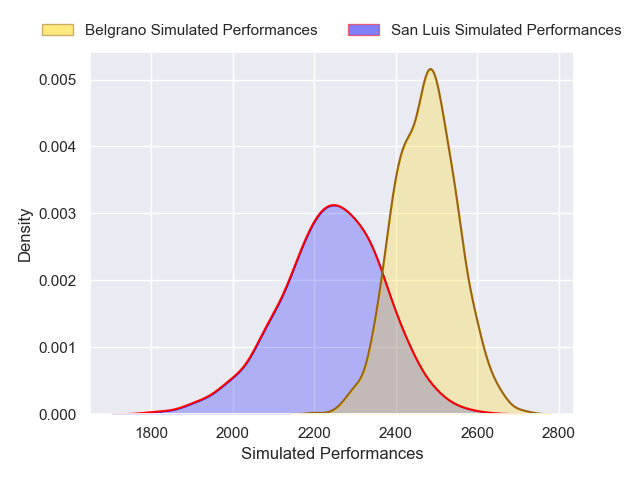 Belgrano Simulated Performances San Luis Simulated Performances
0.005
0.004
0.003
0.002
0.001
0.000
Density
1800 2000 2200 2400 2600 2800
Simulated Performances